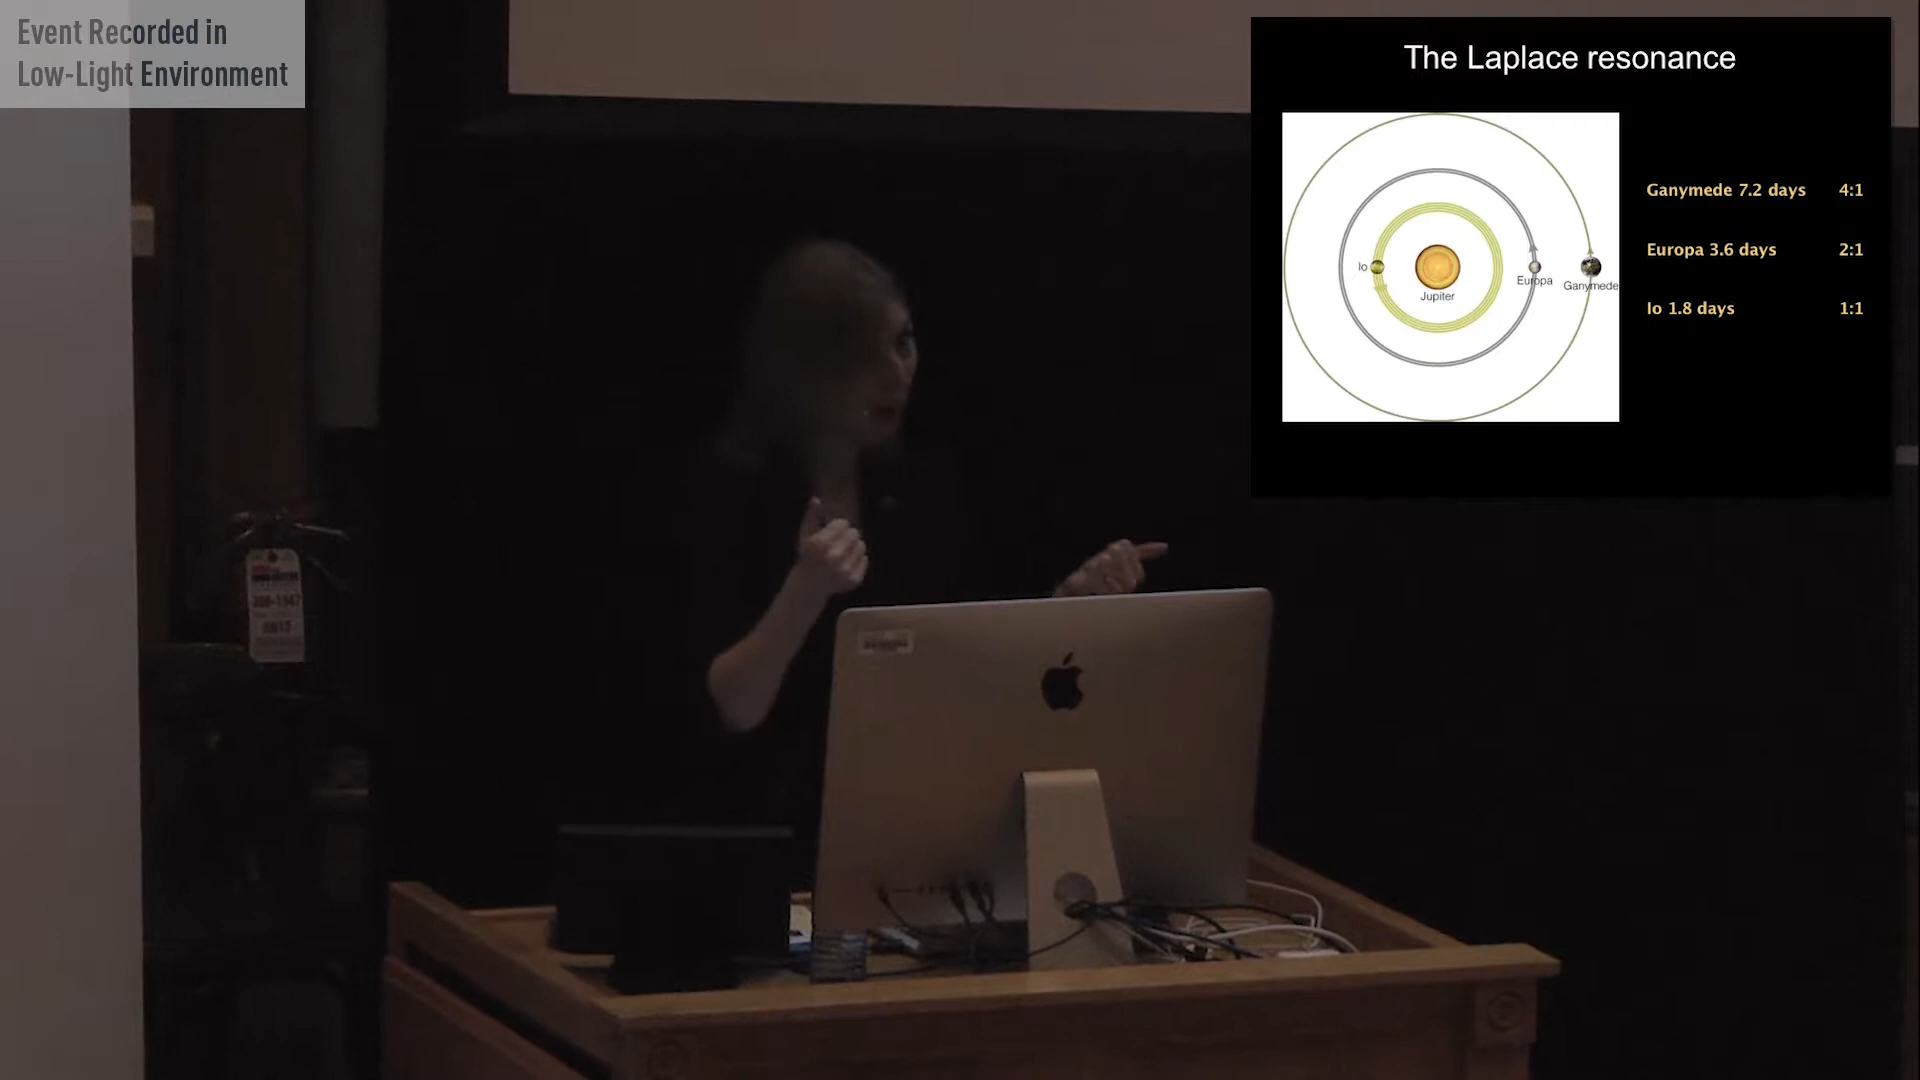 Event Recorded in
Low-Light Environment
The Laplace resonance
Ganymede 7.2 days 4:1
Europa 3.6 days 2:1
Io 1.8 days 1:1
Io
Jupiter
Europa
Ganymede